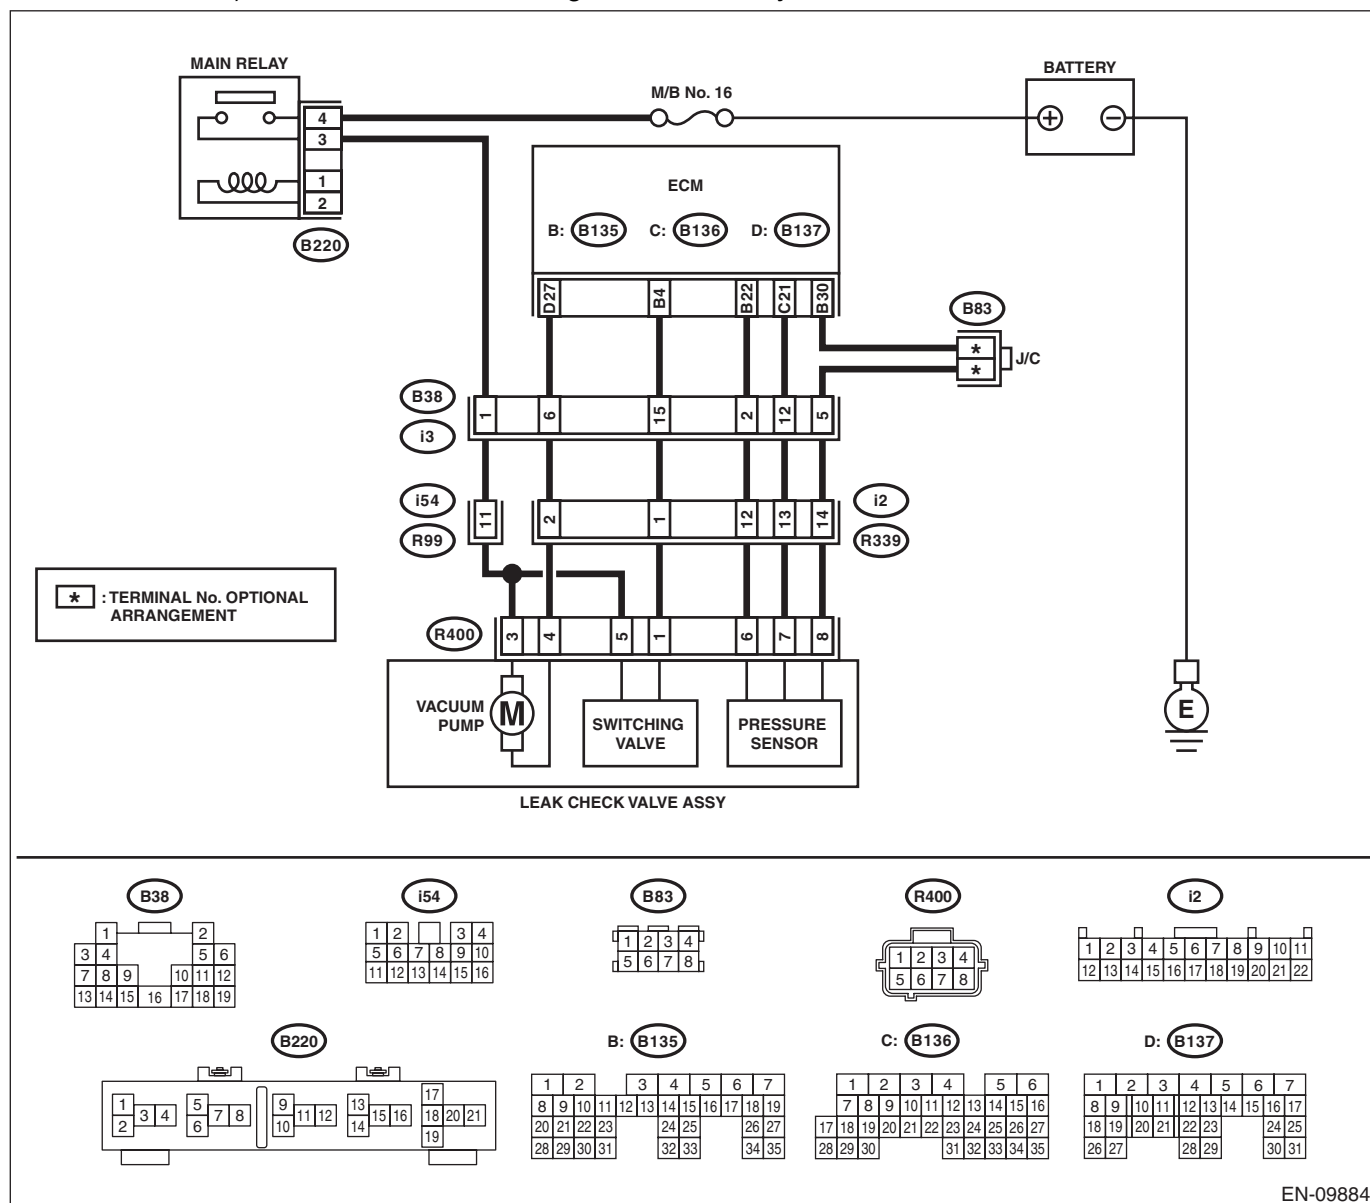 MAIN RELAY
BATTERY
M/B No. 16
4
3
1
2
B220
+ −
ECM
B: B135 C: B136 D: B137
D27 B4 B22 C21 B30
B83
*
*
J/C
B38
1 6 15 2 12 5
i3
i54
11 2 1 12 13 14
i2
R99
R339
* : TERMINAL No. OPTIONAL
ARRANGEMENT
R400
3 4 5 1 6 7 8
VACUUM
PUMP
M
SWITCHING
VALVE
PRESSURE
SENSOR
E
LEAK CHECK VALVE ASSY
B38
1 2
3 4 5 6
7 8 9 10 11 12
13 14 15 16 17 18 19
i54
1 2 3 4
5 6 7 8 9 10
11 12 13 14 15 16
B83
1 2 3 4
5 6 7 8
R400
1 2 3 4
5 6 7 8
i2
1 2 3 4 5 6 7 8 9 10 11
12 13 14 15 16 17 18 19 20 21 22
B220
1 2 3 4 5 6 7 8 9 10 11 12 13 14 15 16 17 18 19 20 21
B: B135
1 2 3 4 5 6 7
8 9 10 11 12 13 14 15 16 17 18 19
20 21 22 23 24 25 26 27
28 29 30 31 32 33 34 35
C: B136
1 2 3 4 5 6
7 8 9 10 11 12 13 14 15 16
17 18 19 20 21 22 23 24 25 26 27
28 29 30 31 32 33 34 35
D: B137
1 2 3 4 5 6 7
8 9 10 11 12 13 14 15 16 17
18 19 20 21 22 23 24 25
26 27 28 29 30 31
EN-09884